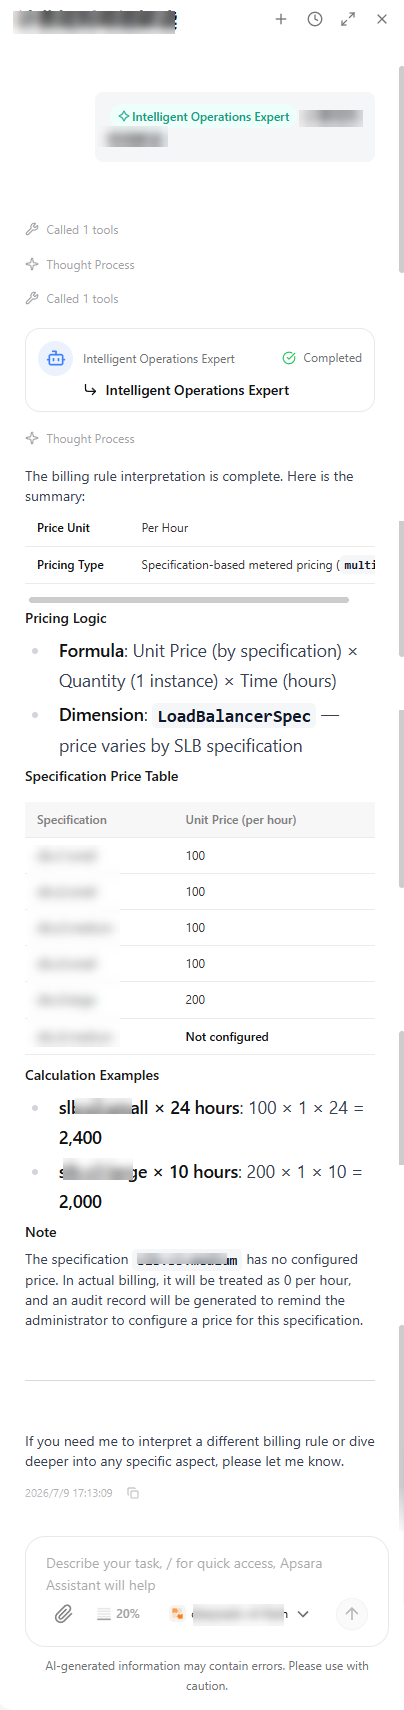 Intelligent Operations Expert
Called 1 tools
Thought Process
Called 1 tools
Intelligent Operations Expert Completed
Intelligent Operations Expert
Thought Process
The billing rule interpretation is complete. Here is the
summary:
Price Unit Per Hour
Pricing Type Specification-based metered pricing ( multi
Pricing Logic
Formula: Unit Price (by specification) ×
Quantity (1 instance) × Time (hours)
Dimension: LoadBalancerSpec —
price varies by SLB specification
Specification Price Table
Specification Unit Price (per hour)
100
100
100
100
200
Not configured
Calculation Examples
× 24 hours: 100 × 1 × 24 =
2,400
× 10 hours: 200 × 1 × 10 =
2,000
Note
The specification has no configured
price. In actual billing, it will be treated as 0 per hour,
and an audit record will be generated to remind the
administrator to configure a price for this specification.
If you need me to interpret a different billing rule or dive
deeper into any specific aspect, please let me know.
2026/7/9 17:13:09
Describe your task, / for quick access, Apsara
Assistant will help
20%
AI-generated information may contain errors. Please use with
caution.